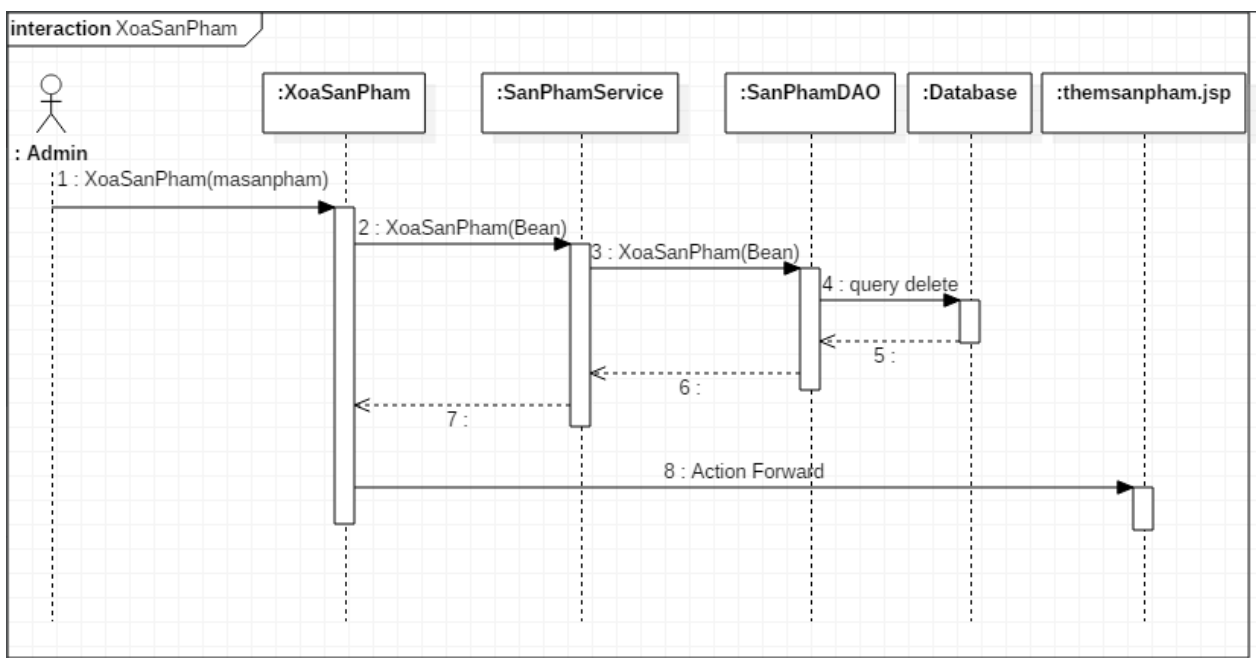 interaction XoaSanPham
:XoaSanPham
:SanPhamService
:SanPhamDAO
:Database
:themsanpham.jsp
: Admin
1 : XoaSanPham(masanpham)
2 : XoaSanPham(Bean)
3 : XoaSanPham(Bean)
4 : query delete
5 :
6 :
7 :
8 : Action Forward